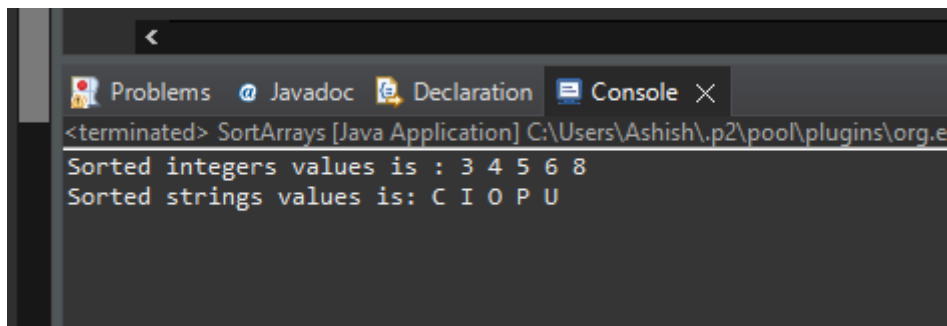 Problems @ Javadoc Declaration Console
<terminated> SortArrays [Java Application] C:\Users\Ashish\.p2\pool\plugins\org.e
Sorted integers values is : 3 4 5 6 8
Sorted strings values is: C I O P U